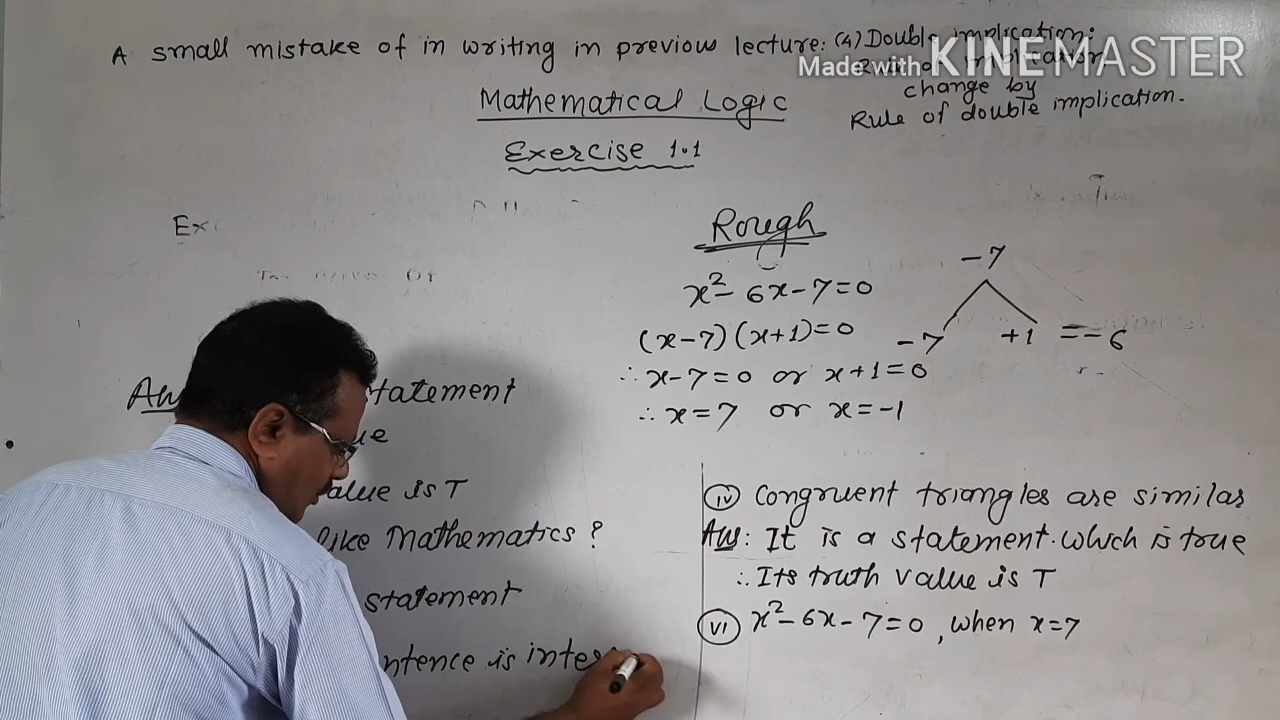 A small mistake of in writing in previous lecture: (4) Double implication:
Made with KINEMASTER
change by
Rule of double implication.
Mathematical Logic
Exercise 1.1
Ex
Rough
-7
x²- 6x-7=0
(x-7)(x+1)=0
-7 +1 =-6
∴ x-7=0 or x+1=0
∴ x=7 or x=-1
Ans statement
ue
value is T
like Mathematics?
statement
ntence is inter
(iv) Congruent triangles are similar
Ans: It is a statement. which is true
∴ Its truth value is T
(vi) x²- 6x- 7=0, when x=7